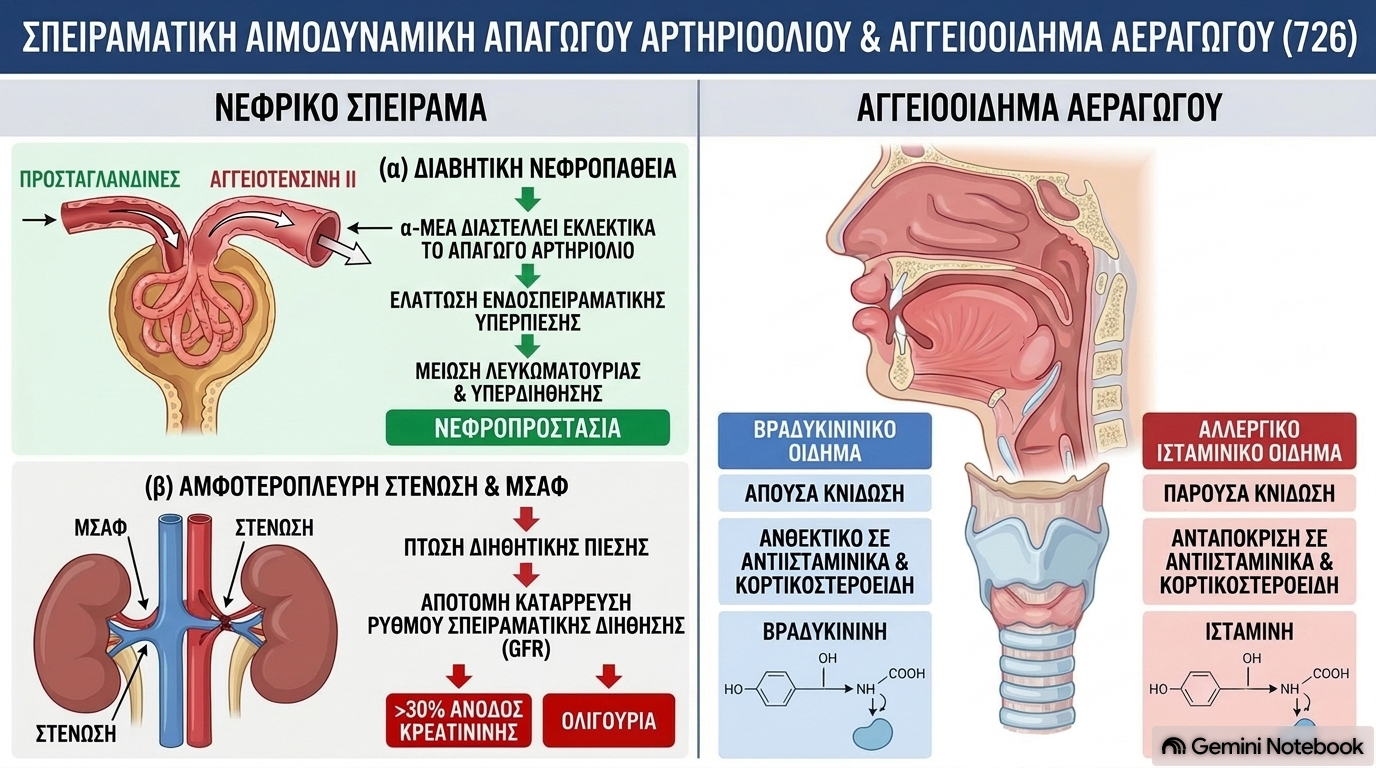 ΣΠΕΙΡΑΜΑΤΙΚΗ ΑΙΜΟΔΥΝΑΜΙΚΗ ΑΠΑΓΩΓΟΥ ΑΡΤΗΡΙΟΟΛΙΟΥ & ΑΓΓΕΙΟΟΙΔΗΜΑ ΑΕΡΑΓΩΓΟΥ (726)
ΝΕΦΡΙΚΟ ΣΠΕΙΡΑΜΑ
ΠΡΟΣΤΑΓΛΑΝΔΙΝΕΣ
ΑΓΓΕΙΟΤΕΝΣΙΝΗ ΙΙ
(α) ΔΙΑΒΗΤΙΚΗ ΝΕΦΡΟΠΑΘΕΙΑ
α-ΜΕΑ ΔΙΑΣΤΕΛΛΕΙ ΕΚΛΕΚΤΙΚΑ
ΤΟ ΑΠΑΓΩΓΟ ΑΡΤΗΡΙΟΛΙΟ
ΕΛΑΤΤΩΣΗ ΕΝΔΟΣΠΕΙΡΑΜΑΤΙΚΗΣ
ΥΠΕΡΠΙΕΣΗΣ
ΜΕΙΩΣΗ ΛΕΥΚΩΜΑΤΟΥΡΙΑΣ
& ΥΠΕΡΔΙΗΘΗΣΗΣ
ΝΕΦΡΟΠΡΟΣΤΑΣΙΑ
(β) ΑΜΦΟΤΕΡΟΠΛΕΥΡΗ ΣΤΕΝΩΣΗ & ΜΣΑΦ
ΜΣΑΦ
ΣΤΕΝΩΣΗ
ΣΤΕΝΩΣΗ
ΠΤΩΣΗ ΔΙΗΘΗΤΙΚΗΣ ΠΙΕΣΗΣ
ΑΠΟΤΟΜΗ ΚΑΤΑΡΡΕΥΣΗ
ΡΥΘΜΟΥ ΣΠΕΙΡΑΜΑΤΙΚΗΣ ΔΙΗΘΗΣΗΣ
(GFR)
>30% ΑΝΟΔΟΣ
ΚΡΕΑΤΙΝΙΝΗΣ
ΟΛΙΓΟΥΡΙΑ
ΑΓΓΕΙΟΟΙΔΗΜΑ ΑΕΡΑΓΩΓΟΥ
ΒΡΑΔΥΚΙΝΙΝΙΚΟ
ΟΙΔΗΜΑ
ΑΠΟΥΣΑ ΚΝΙΔΩΣΗ
ΑΝΘΕΚΤΙΚΟ ΣΕ
ΑΝΤΙΙΣΤΑΜΙΝΙΚΑ &
ΚΟΡΤΙΚΟΣΤΕΡΟΕΙΔΗ
ΒΡΑΔΥΚΙΝΙΝΗ
OH
HO
NH
COOH
ΑΛΛΕΡΓΙΚΟ
ΙΣΤΑΜΙΝΙΚΟ ΟΙΔΗΜΑ
ΠΑΡΟΥΣΑ ΚΝΙΔΩΣΗ
ΑΝΤΑΠΟΚΡΙΣΗ ΣΕ
ΑΝΤΙΙΣΤΑΜΙΝΙΚΑ &
ΚΟΡΤΙΚΟΣΤΕΡΟΕΙΔΗ
ΙΣΤΑΜΙΝΗ
OH
HO
NH
COOH
Gemini Notebook